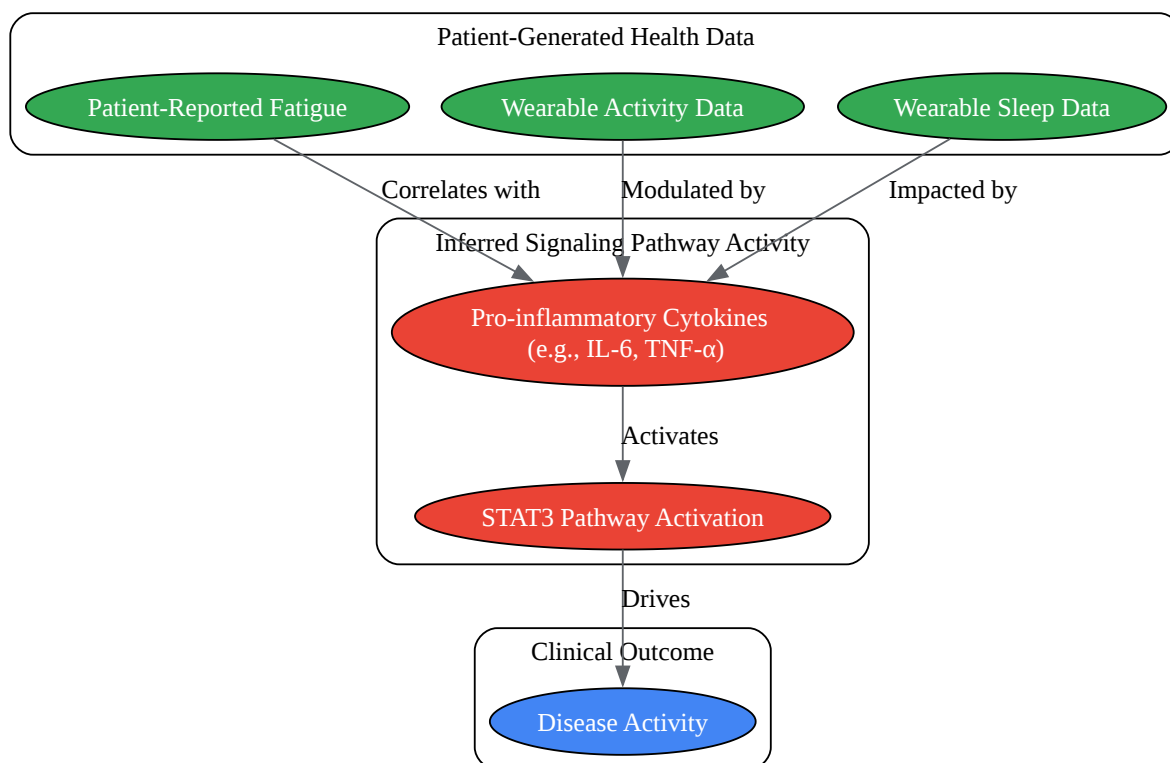 Patient-Generated Health Data
Patient-Reported Fatigue
Wearable Activity Data
Wearable Sleep Data
Correlates with
Modulated by
Impacted by
Inferred Signaling Pathway Activity
Pro-inflammatory Cytokines
(e.g., IL-6, TNF-α)
Activates
STAT3 Pathway Activation
Drives
Clinical Outcome
Disease Activity